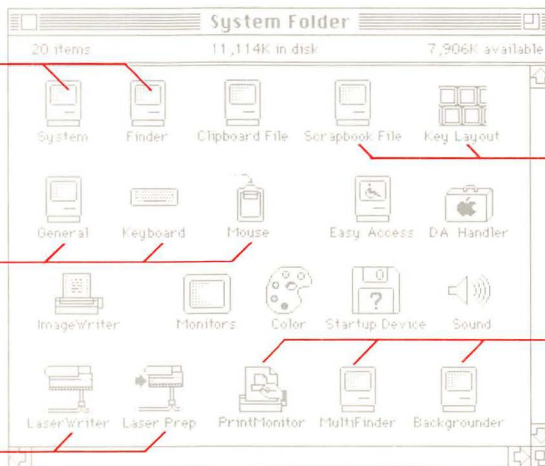 System Folder
20 items 11,114K in disk 7,906K available
System Finder Clipboard File Scrapbook File Key Layout
General Keyboard Mouse Easy Access DA Handler
ImageWriter Monitors Color Startup Device Sound
LaserWriter Laser Prep PrintMonitor MultiFinder Backgrounder